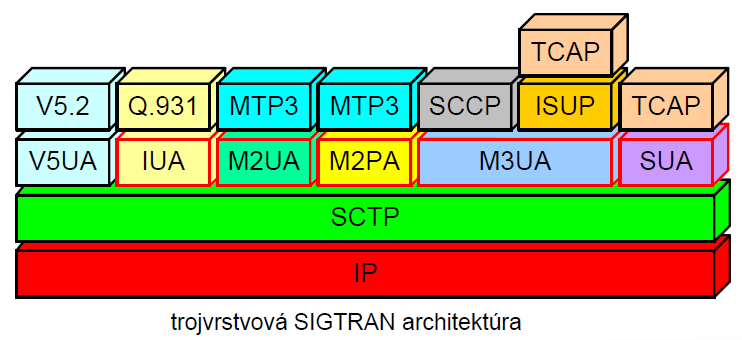 TCAP
V5.2 Q.931 MTP3 MTP3 SCCP ISUP TCAP
V5UA IUA M2UA M2PA M3UA SUA
SCTP
IP
trojvrstvová SIGTRAN architektúra